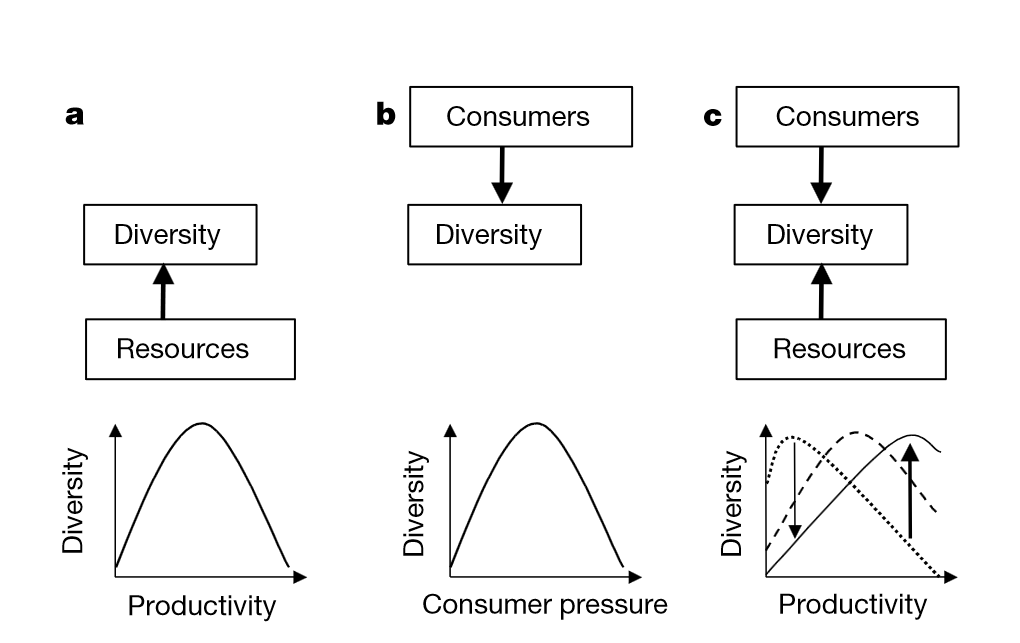 a
Diversity
Resources
Diversity
Productivity
b
Consumers
Diversity
Diversity
Consumer pressure
c
Consumers
Diversity
Resources
Diversity
Productivity